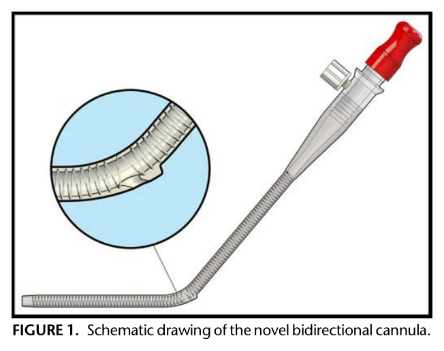 FIGURE 1. Schematic drawing of the novel bidirectional cannula.